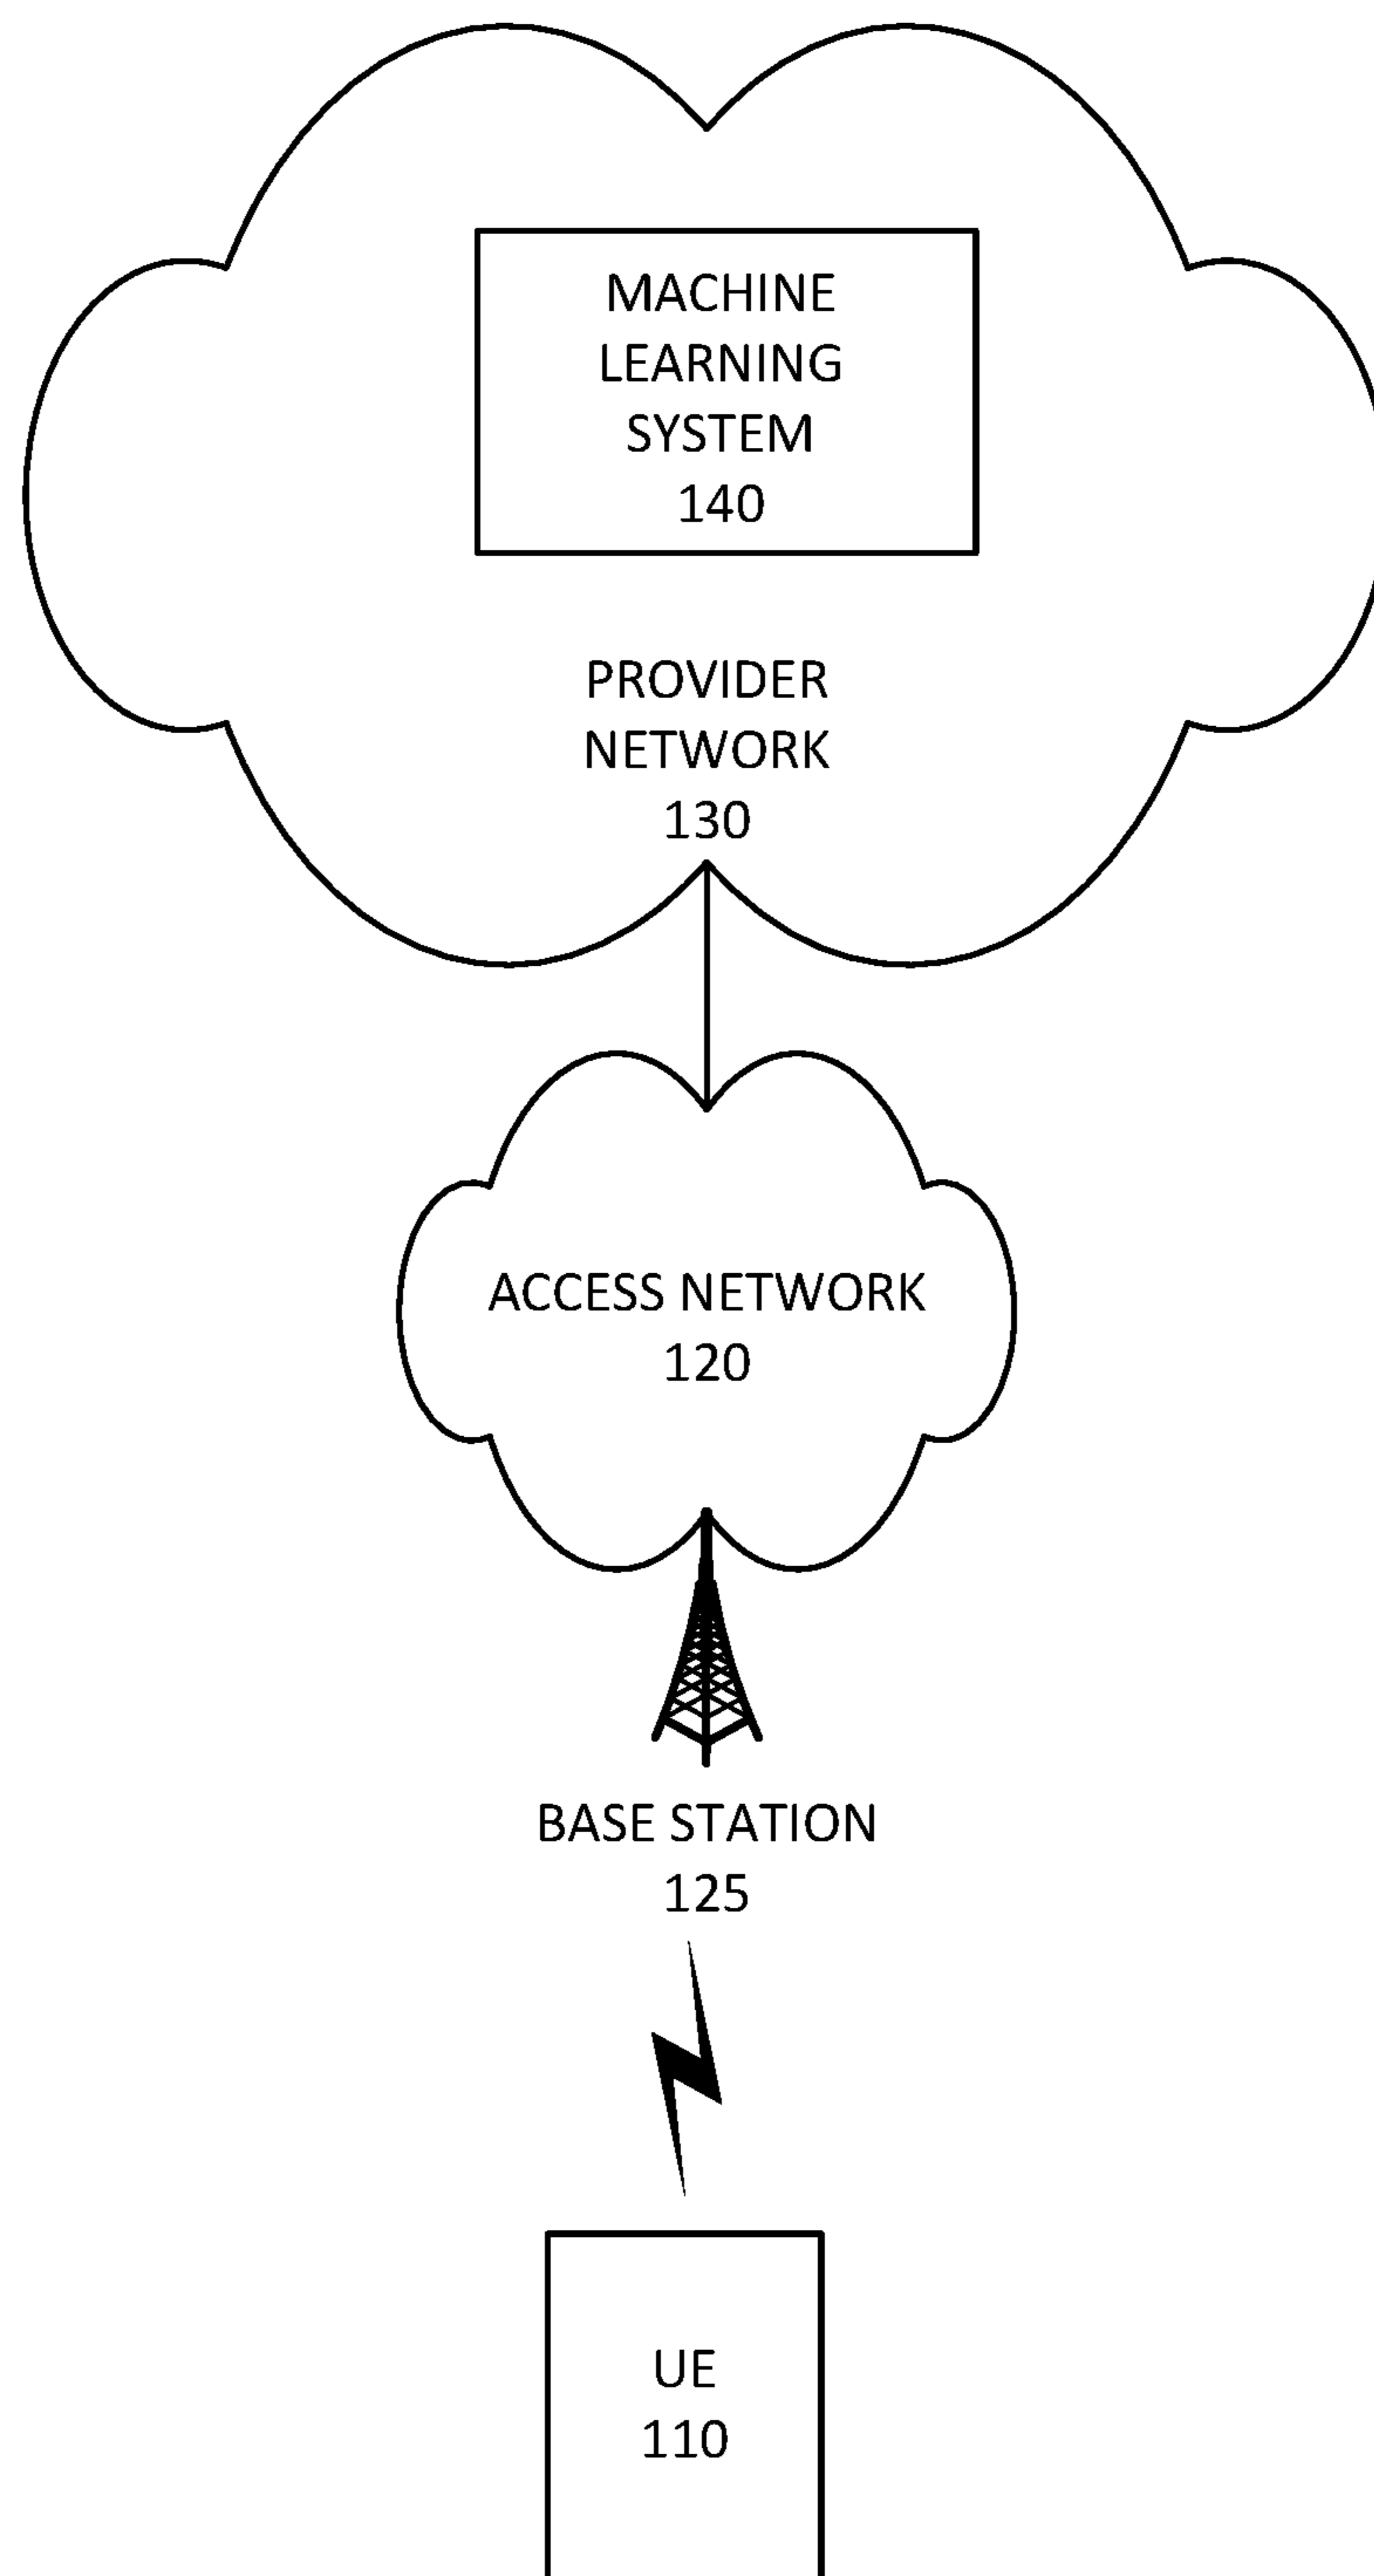 MACHINE
LEARNING
SYSTEM
140
PROVIDER
NETWORK
130
ACCESS NETWORK
120
BASE STATION
125
UE
110